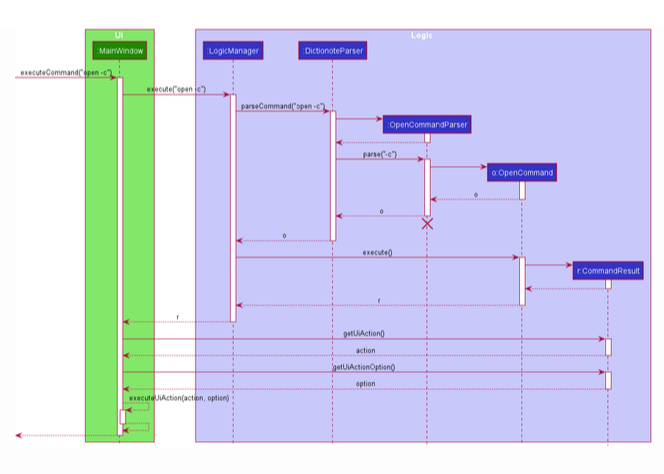 Ui
Logic
:MainWindow
:LogicManager
:DictionoteParser
executeCommand("open -c")
execute("open -c")
parseCommand("open -c")
:OpenCommandParser
parse("-c")
o:OpenCommand
o
o
o
execute()
r:CommandResult
r
r
getUiAction()
action
getUiActionOption()
option
executeUiAction(action, option)